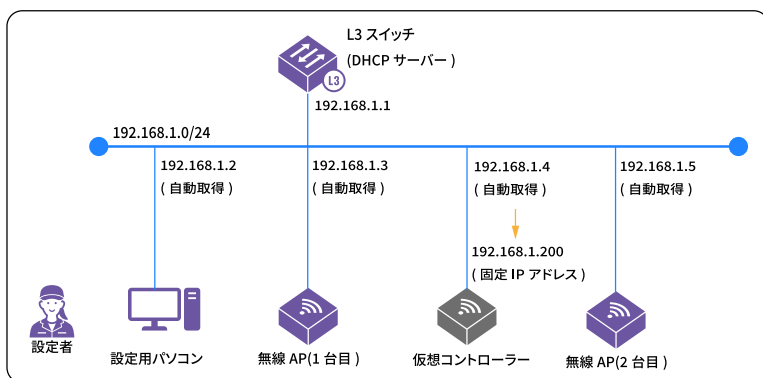 L3 スイッチ
(DHCP サーバー )
L3
192.168.1.1
192.168.1.0/24
192.168.1.2
( 自動取得 )
192.168.1.3
( 自動取得 )
192.168.1.4
( 自動取得 )
192.168.1.5
( 自動取得 )
192.168.1.200
( 固定 IP アドレス )
設定者
設定用パソコン
無線 AP(1 台目 )
仮想コントローラー
無線 AP(2 台目 )